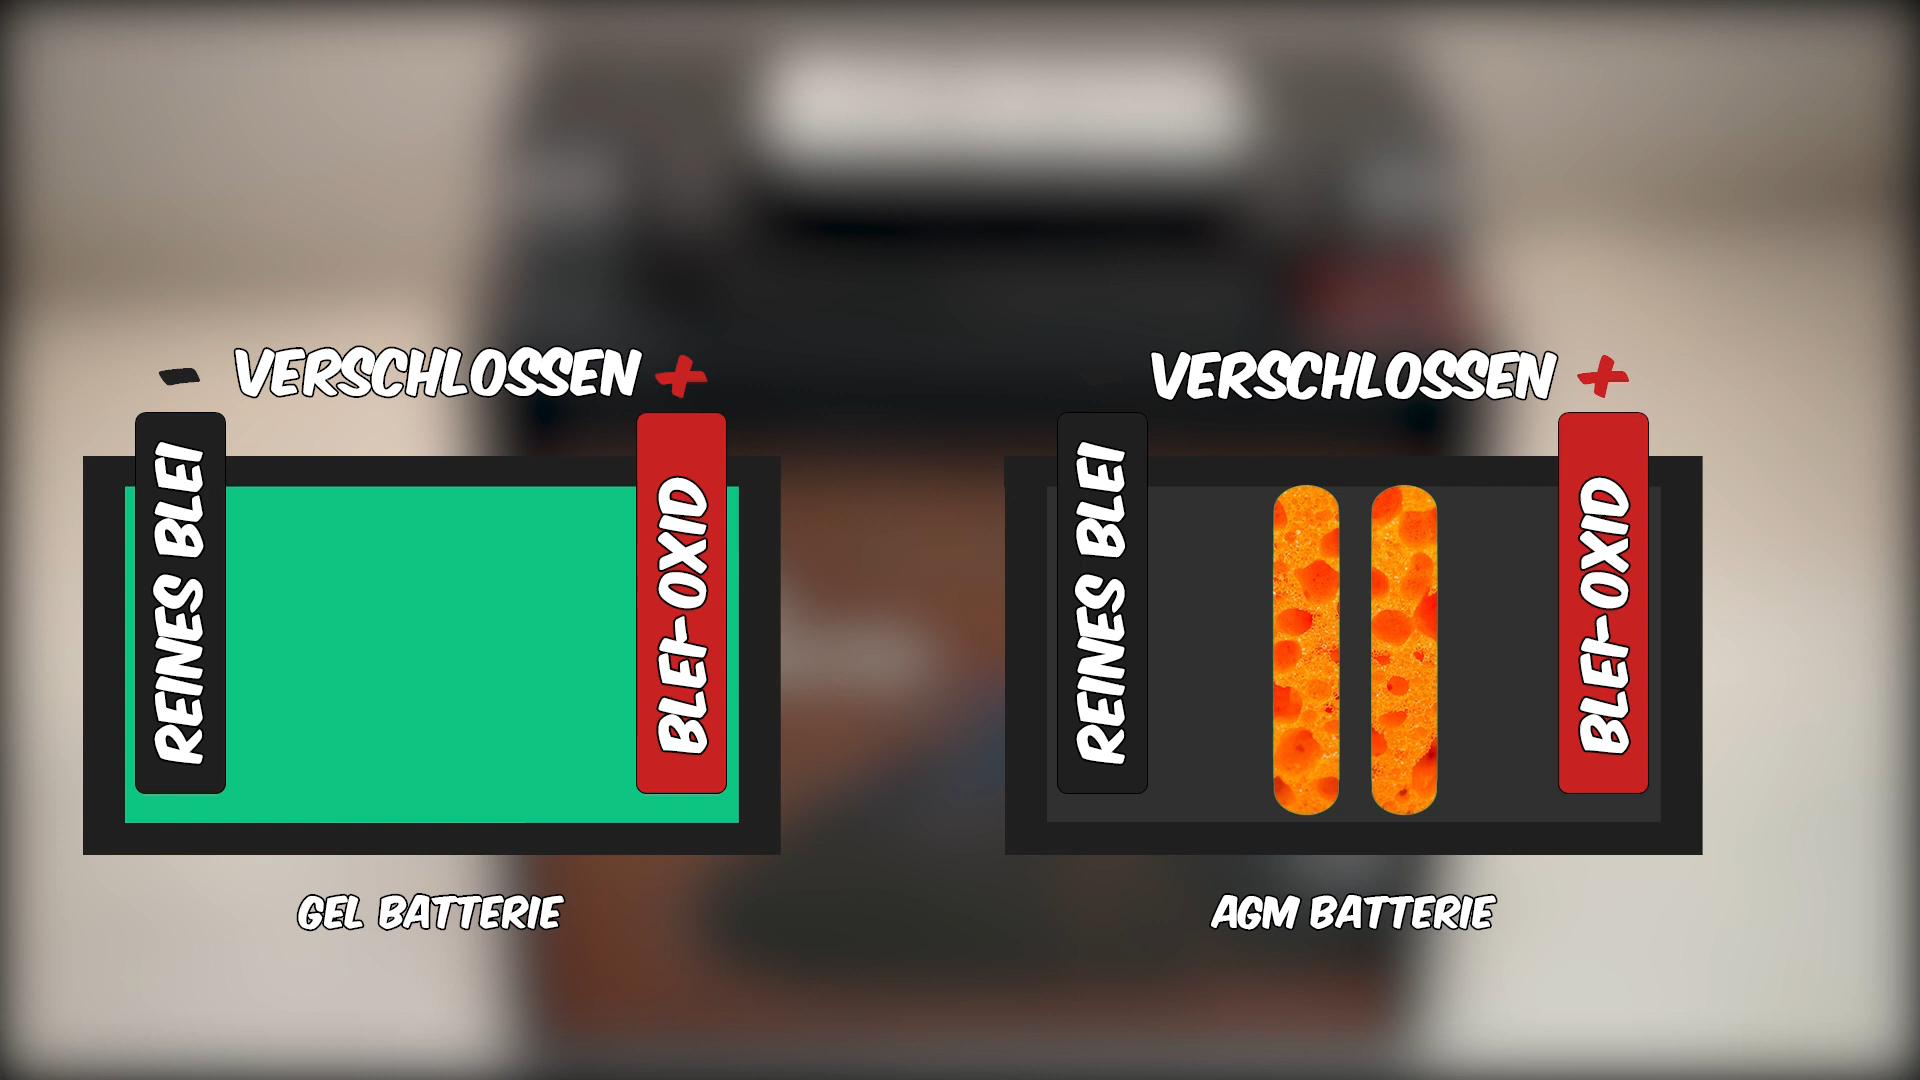 - VERSCHLOSSEN +
REINES BLEI
BLEI-OXID
GEL BATTERIE
VERSCHLOSSEN +
REINES BLEI
BLEI-OXID
AGM BATTERIE